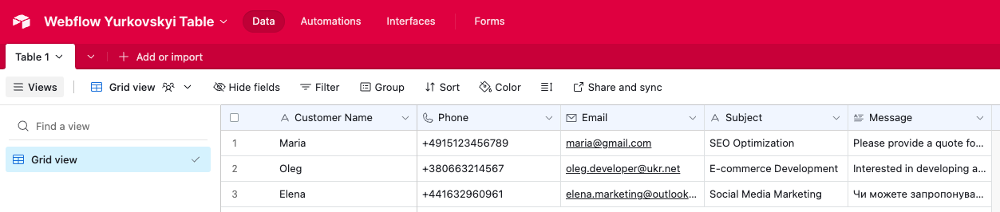 Webflow Yurkovskyi Table Data Automations Interfaces Forms
Table 1 Add or import
Views Grid view Hide fields Filter Group Sort Color Share and sync
Find a view
Grid view
Customer Name Phone Email Subject Message
1 Maria +4915123456789 maria@gmail.com SEO Optimization Please provide a quote fo...
2 Oleg +380663214567 oleg.developer@ukr.net E-commerce Development Interested in developing a...
3 Elena +441632960961 elena.marketing@outlook... Social Media Marketing Чи можете запропонува...